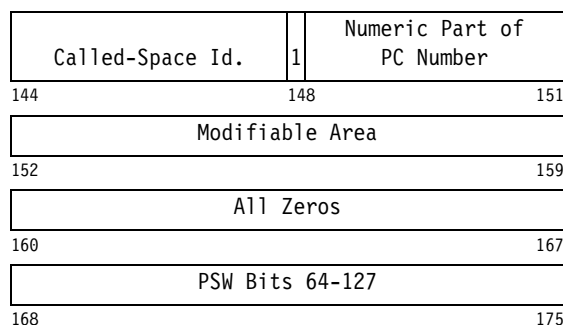 Numeric Part of
Called-Space Id. 1 PC Number
144 148 151
Modifiable Area
152 159
All Zeros
160 167
PSW Bits 64-127
168 175